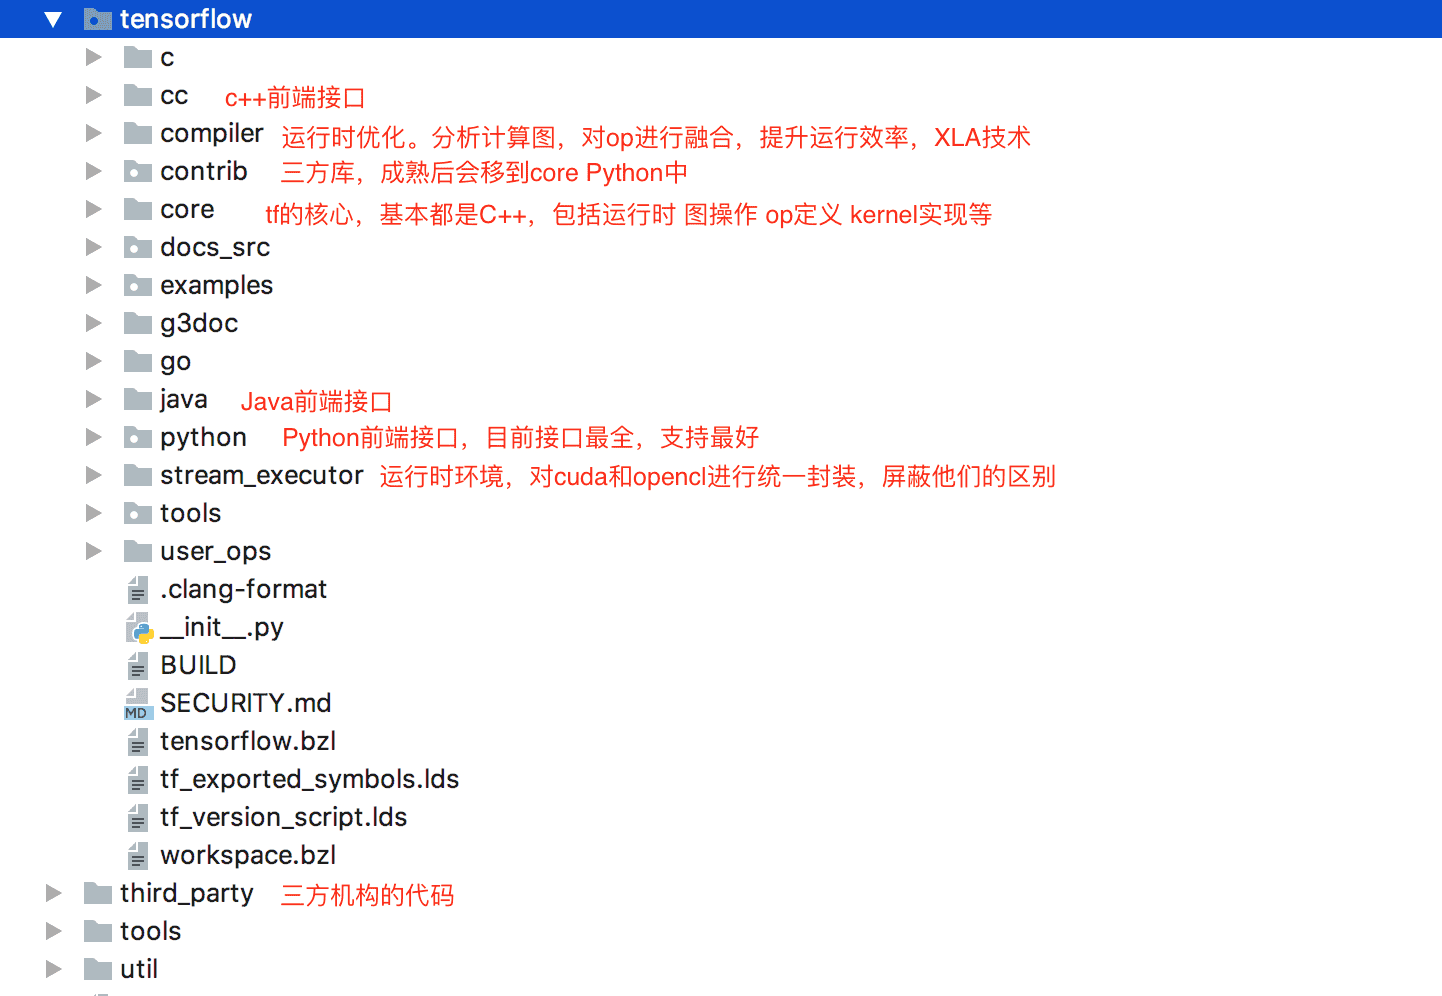 tensorflow
c
cc c++前端接口
compiler 运行时优化。分析计算图，对op进行融合，提升运行效率，XLA技术
contrib 三方库，成熟后会移到core Python中
core tf的核心，基本都是C++，包括运行时 图操作 op定义 kernel实现等
docs_src
examples
g3doc
go
java Java前端接口
python Python前端接口，目前接口最全，支持最好
stream_executor 运行时环境，对cuda和opencl进行统一封装，屏蔽他们的区别
tools
user_ops
.clang-format
__init__.py
BUILD
MD SECURITY.md
tensorflow.bzl
tf_exported_symbols.lds
tf_version_script.lds
workspace.bzl
third_party 三方机构的代码
tools
util